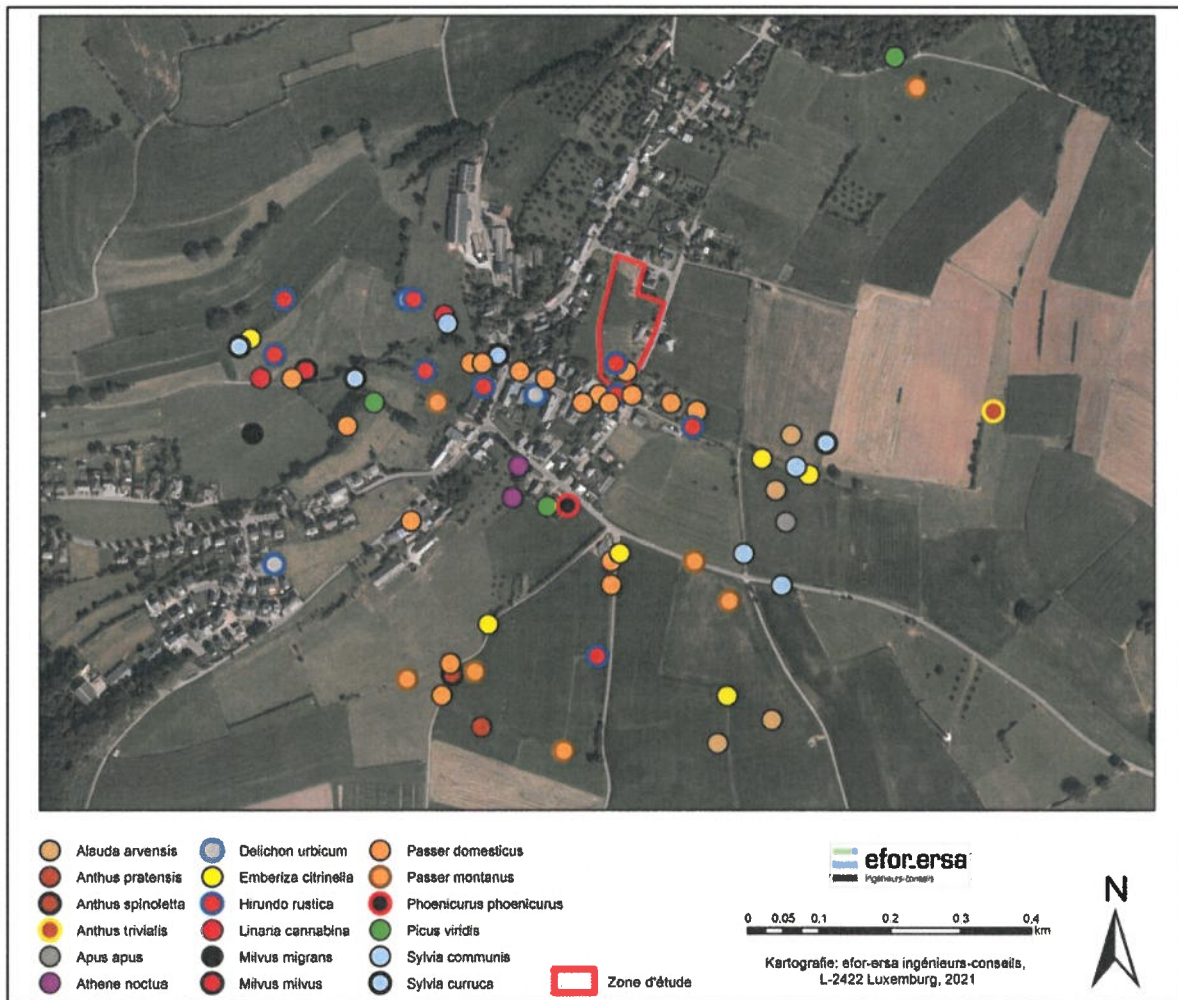 Alauda arvensis
Anthus pratensis
Anthus spinoletta
Anthus trivialis
Apus apus
Athene noctua
Delichon urbicum
Emberiza citrinella
Hirundo rustica
Linaria cannabina
Milvus migrans
Milvus milvus
Passer domesticus
Passer montanus
Phoenicurus phoenicurus
Picus viridis
Sylvia communis
Sylvia curruca
Zone d'étude
efor.ersa
ingénieurs-conseils
N
0 0.05 0.1 0.2 0.3 0.4
km
Kartografie: efor-ersa ingénieurs-conseils,
L-2422 Luxemburg, 2021